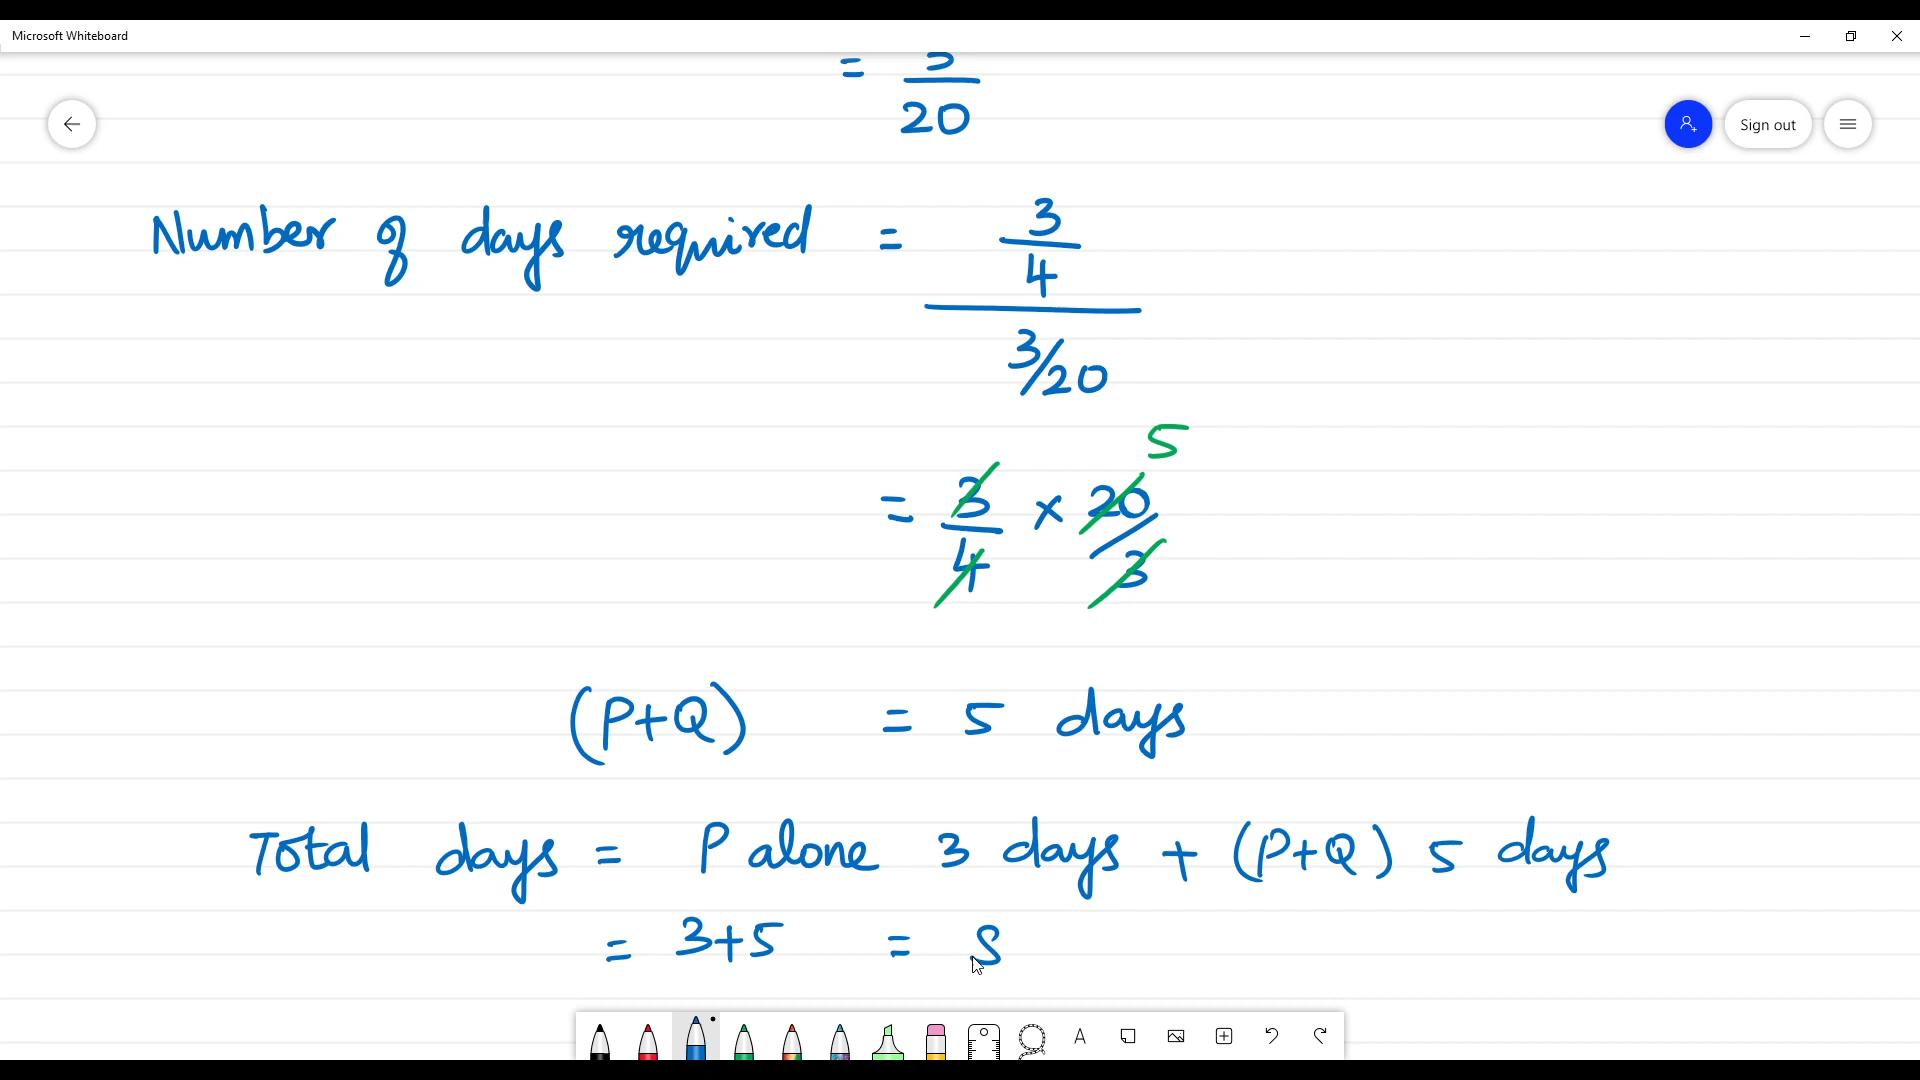 Microsoft Whiteboard
= 3
20
Sign out
Number of days required = 3
4
3/20
5
= 3/4 × 20/3
(P+Q) = 5 days
Total days = P alone 3 days + (P+Q) 5 days
= 3+5 =
A